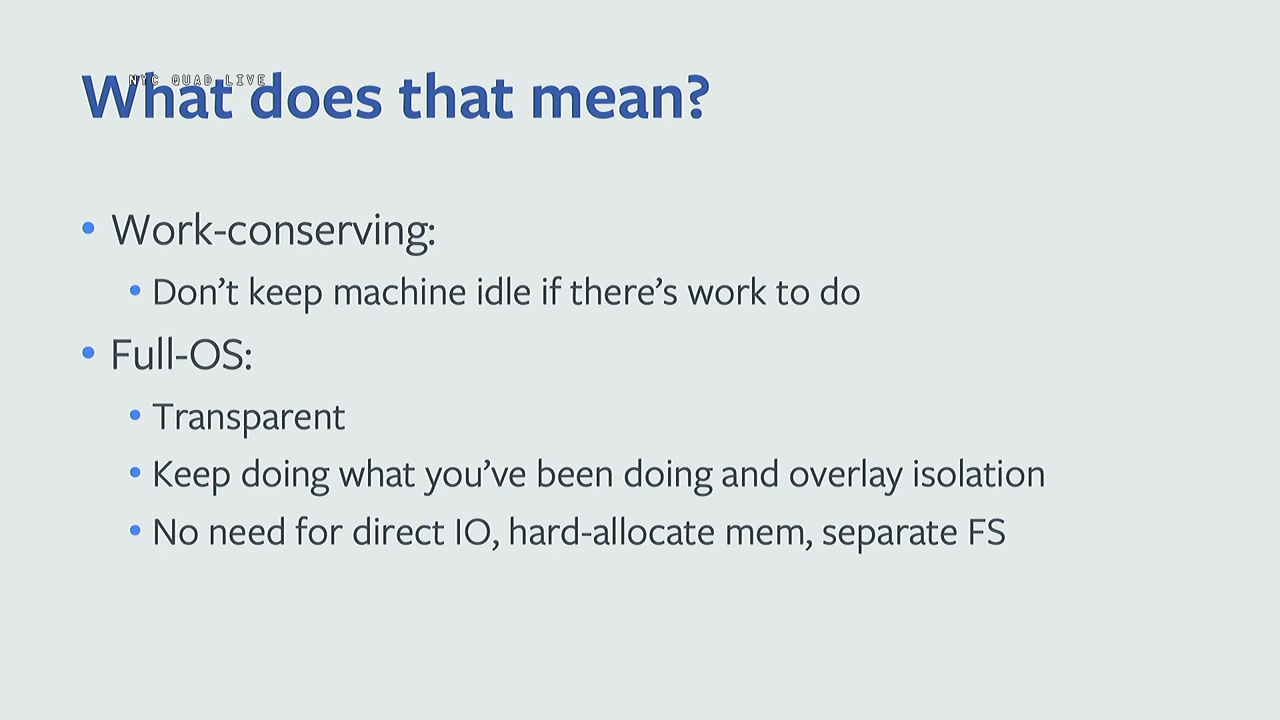 NYC QUAD LIVE
What does that mean?
• Work-conserving:
• Don’t keep machine idle if there’s work to do
• Full-OS:
• Transparent
• Keep doing what you’ve been doing and overlay isolation
• No need for direct IO, hard-allocate mem, separate FS